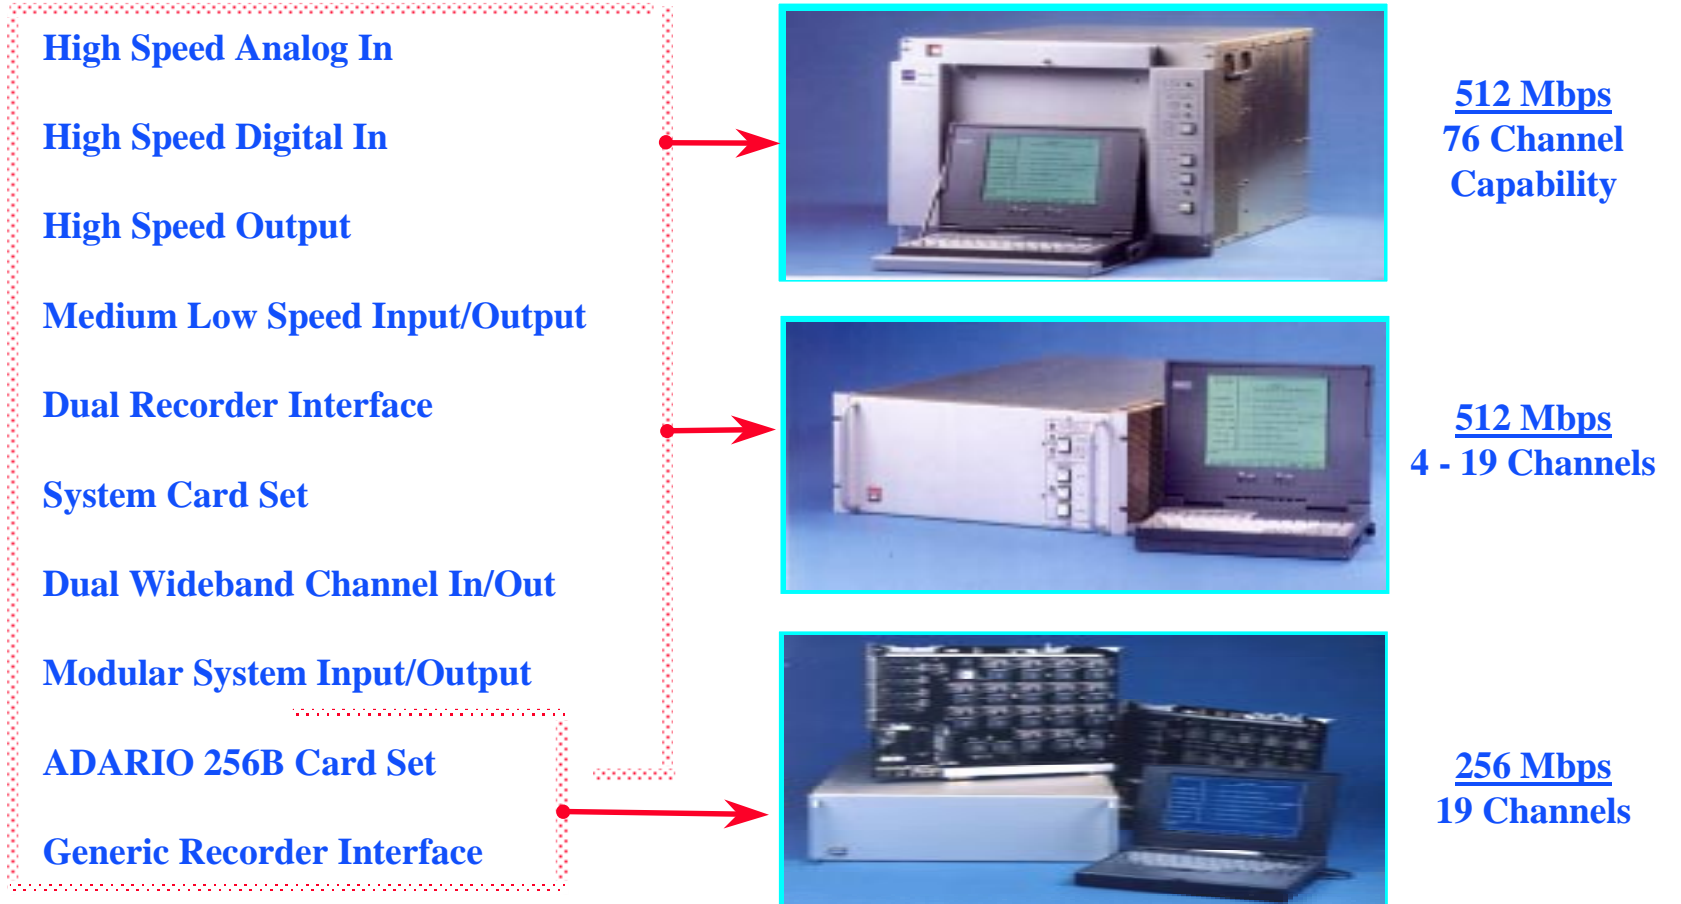 High Speed Analog In
High Speed Digital In
High Speed Output
Medium Low Speed Input/Output
Dual Recorder Interface
System Card Set
Dual Wideband Channel In/Out
Modular System Input/Output
ADARIO 256B Card Set
Generic Recorder Interface
512 Mbps
76 Channel
Capability
512 Mbps
4 - 19 Channels
256 Mbps
19 Channels